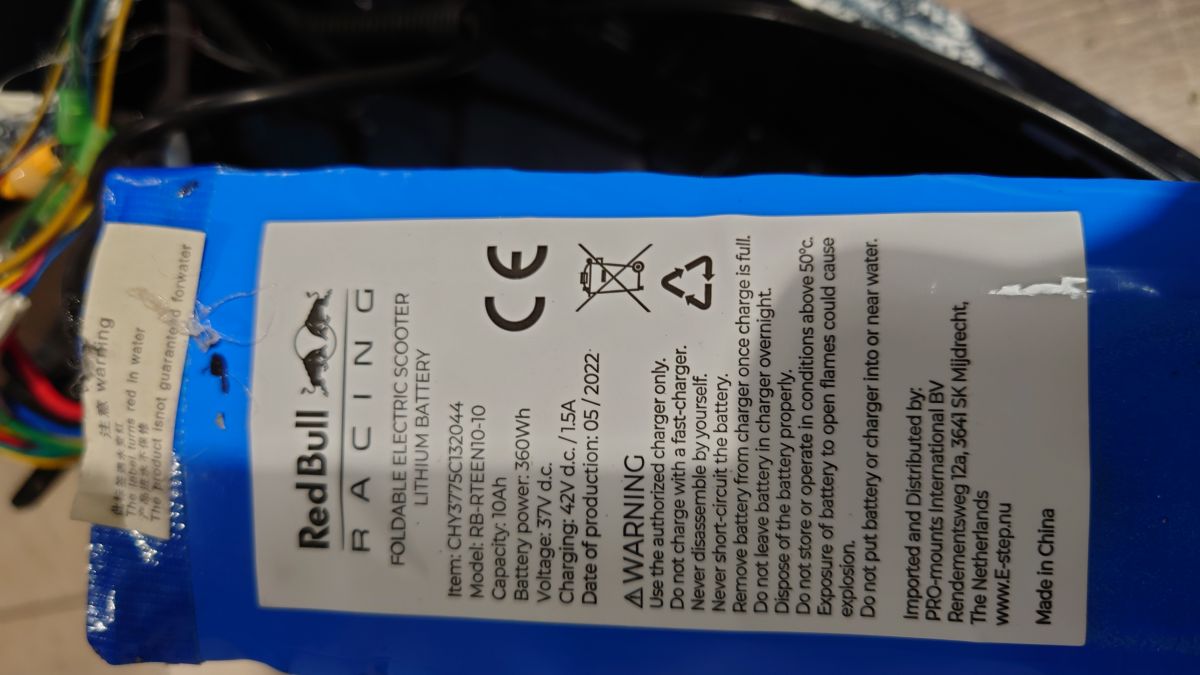 注意 warning
The label turns red in water
The product isnot guaranteed forwater
Red Bull
RACING
FOLDABLE ELECTRIC SCOOTER
LITHIUM BATTERY
Item: CHY3775C132044
Model: RB-RTEEN10-10
Capacity: 10Ah
Battery power: 360Wh
Voltage: 37V d.c.
Charging: 42V d.c. / 1.5A
Date of production: 05 / 2022
CE
⚠ WARNING
Use the authorized charger only.
Do not charge with a fast-charger.
Never disassemble by yourself.
Never short-circuit the battery.
Remove battery from charger once charge is full.
Do not leave battery in charger overnight.
Dispose of the battery properly.
Do not store or operate in conditions above 50°c.
Exposure of battery to open flames could cause
explosion.
Do not put battery or charger into or near water.
Imported and Distributed by:
PRO-mounts International BV
Rendementsweg 12a, 3641 SK Mijdrecht,
The Netherlands
www.E-step.nu
Made in China